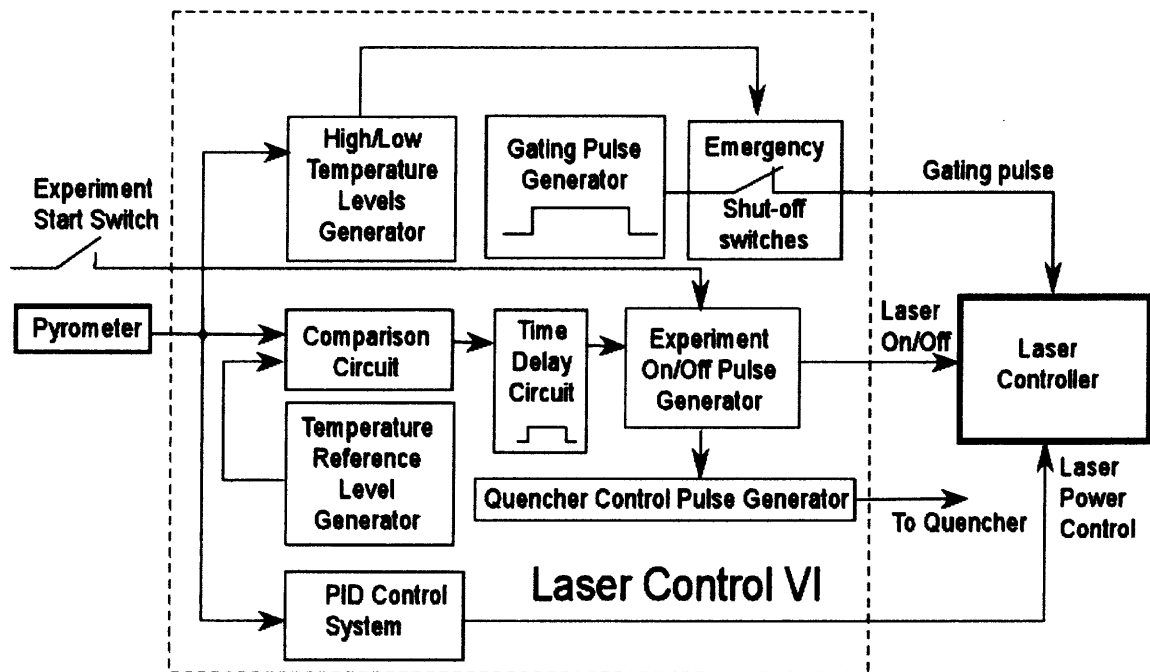 High/Low
Temperature
Levels
Generator
Gating Pulse
Generator
Emergency
Shut-off
switches
Gating pulse
Experiment
Start Switch
Pyrometer
Comparison
Circuit
Time
Delay
Circuit
Experiment
On/Off Pulse
Generator
Laser
On/Off
Laser
Controller
Temperature
Reference
Level
Generator
Quencher Control Pulse Generator
To Quencher
Laser
Power
Control
PID Control
System
Laser Control VI